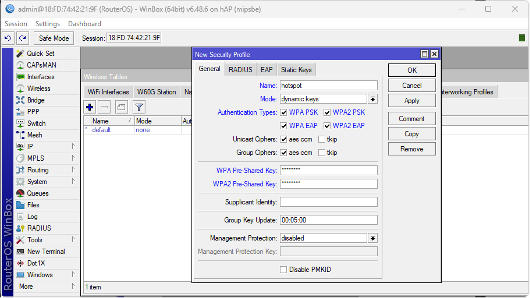 admin@18:FD:74:42:21:9F (RouterOS) - WinBox (64bit) v6.48.6 on hAP (mipsbe)
Session Settings Dashboard
Safe Mode Session: 18:FD:74:42:21:9F
Quick Set
CAPsMAN
Interfaces
Wireless
Bridge
PPP
Switch
Mesh
IP
MPLS
Routing
System
Queues
Files
Log
RADIUS
Tools
New Terminal
Dot1X
Windows
More
RouterOS WinBox
Wireless Tables
WiFi Interfaces W60G Station
Name Mode
* default none
1 item
New Security Profile
General RADIUS EAP Static Keys
Name: hotspot
Mode: dynamic keys
Authentication Types: WPA PSK WPA2 PSK
WPA EAP WPA2 EAP
Unicast Ciphers: aes ccm tkip
Group Ciphers: aes ccm tkip
WPA Pre-Shared Key: ********
WPA2 Pre-Shared Key: ********
Supplicant Identity:
Group Key Update: 00:05:00
Management Protection: disabled
Management Protection Key:
Disable PMKID
OK
Cancel
Apply
Comment
Copy
Remove